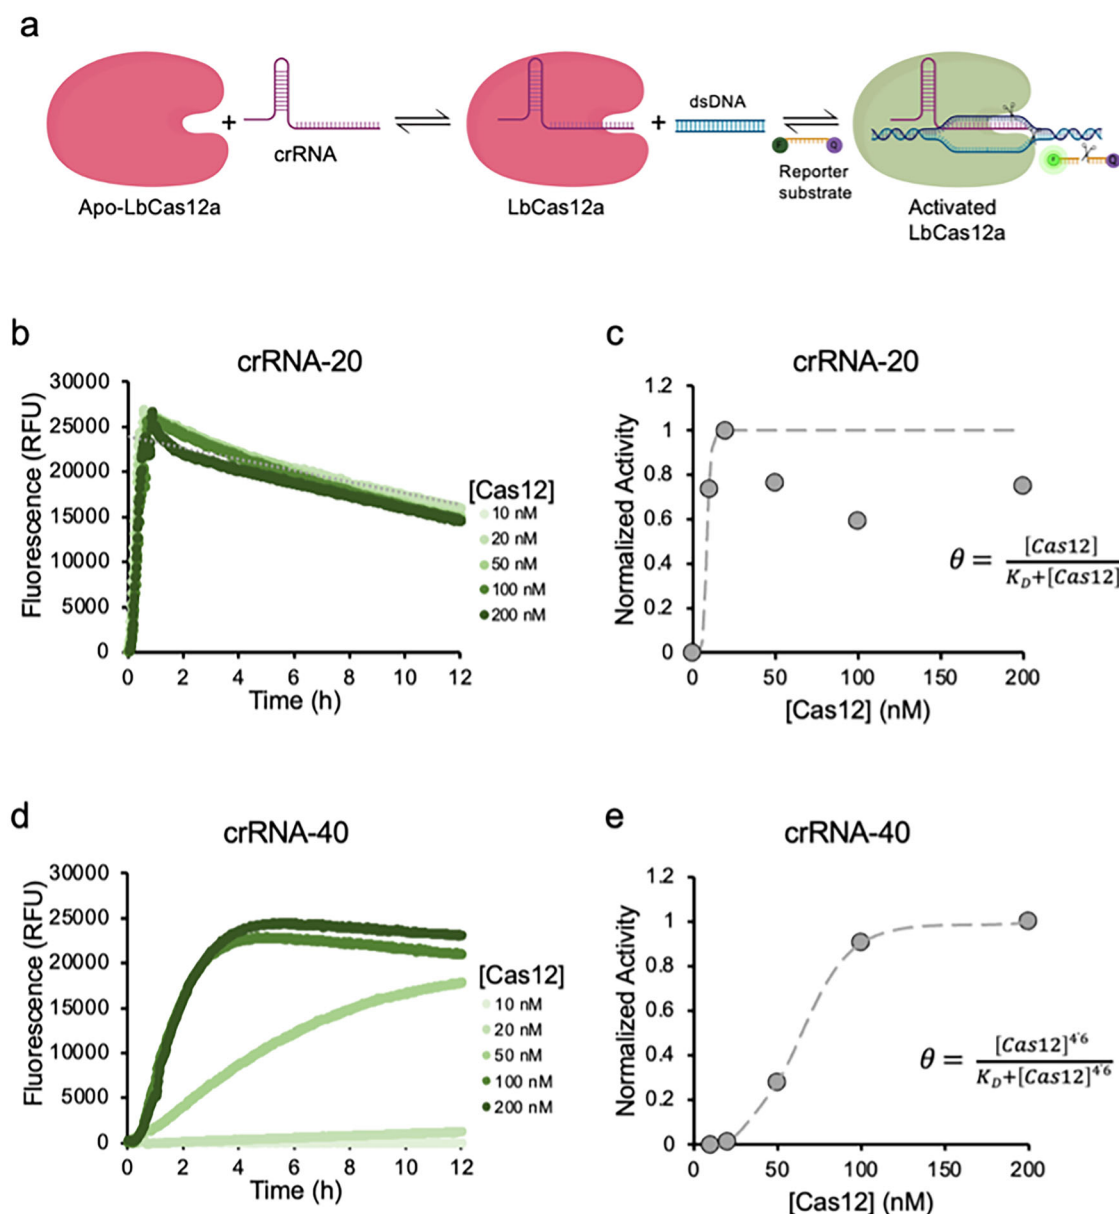 a
dsDNA
+
+
crRNA
F
Q
Reporter
substrate
F
Q
Apo-LbCas12a
LbCas12a
Activated
LbCas12a
b
crRNA-20
Fluorescence (RFU)
30000
25000
20000
15000
10000
5000
0
0 2 4 6 8 10 12
Time (h)
[Cas12]
10 nM
20 nM
50 nM
100 nM
200 nM
c
crRNA-20
Normalized Activity
1.2
1
0.8
0.6
0.4
0.2
0
0 50 100 150 200
[Cas12] (nM)
θ = [Cas12]
K_D+[Cas12]
d
crRNA-40
Fluorescence (RFU)
30000
25000
20000
15000
10000
5000
0
0 2 4 6 8 10 12
Time (h)
[Cas12]
10 nM
20 nM
50 nM
100 nM
200 nM
e
crRNA-40
Normalized Activity
1.2
1
0.8
0.6
0.4
0.2
0
0 50 100 150 200
[Cas12] (nM)
θ = [Cas12]^4'6
K_D+[Cas12]^4'6